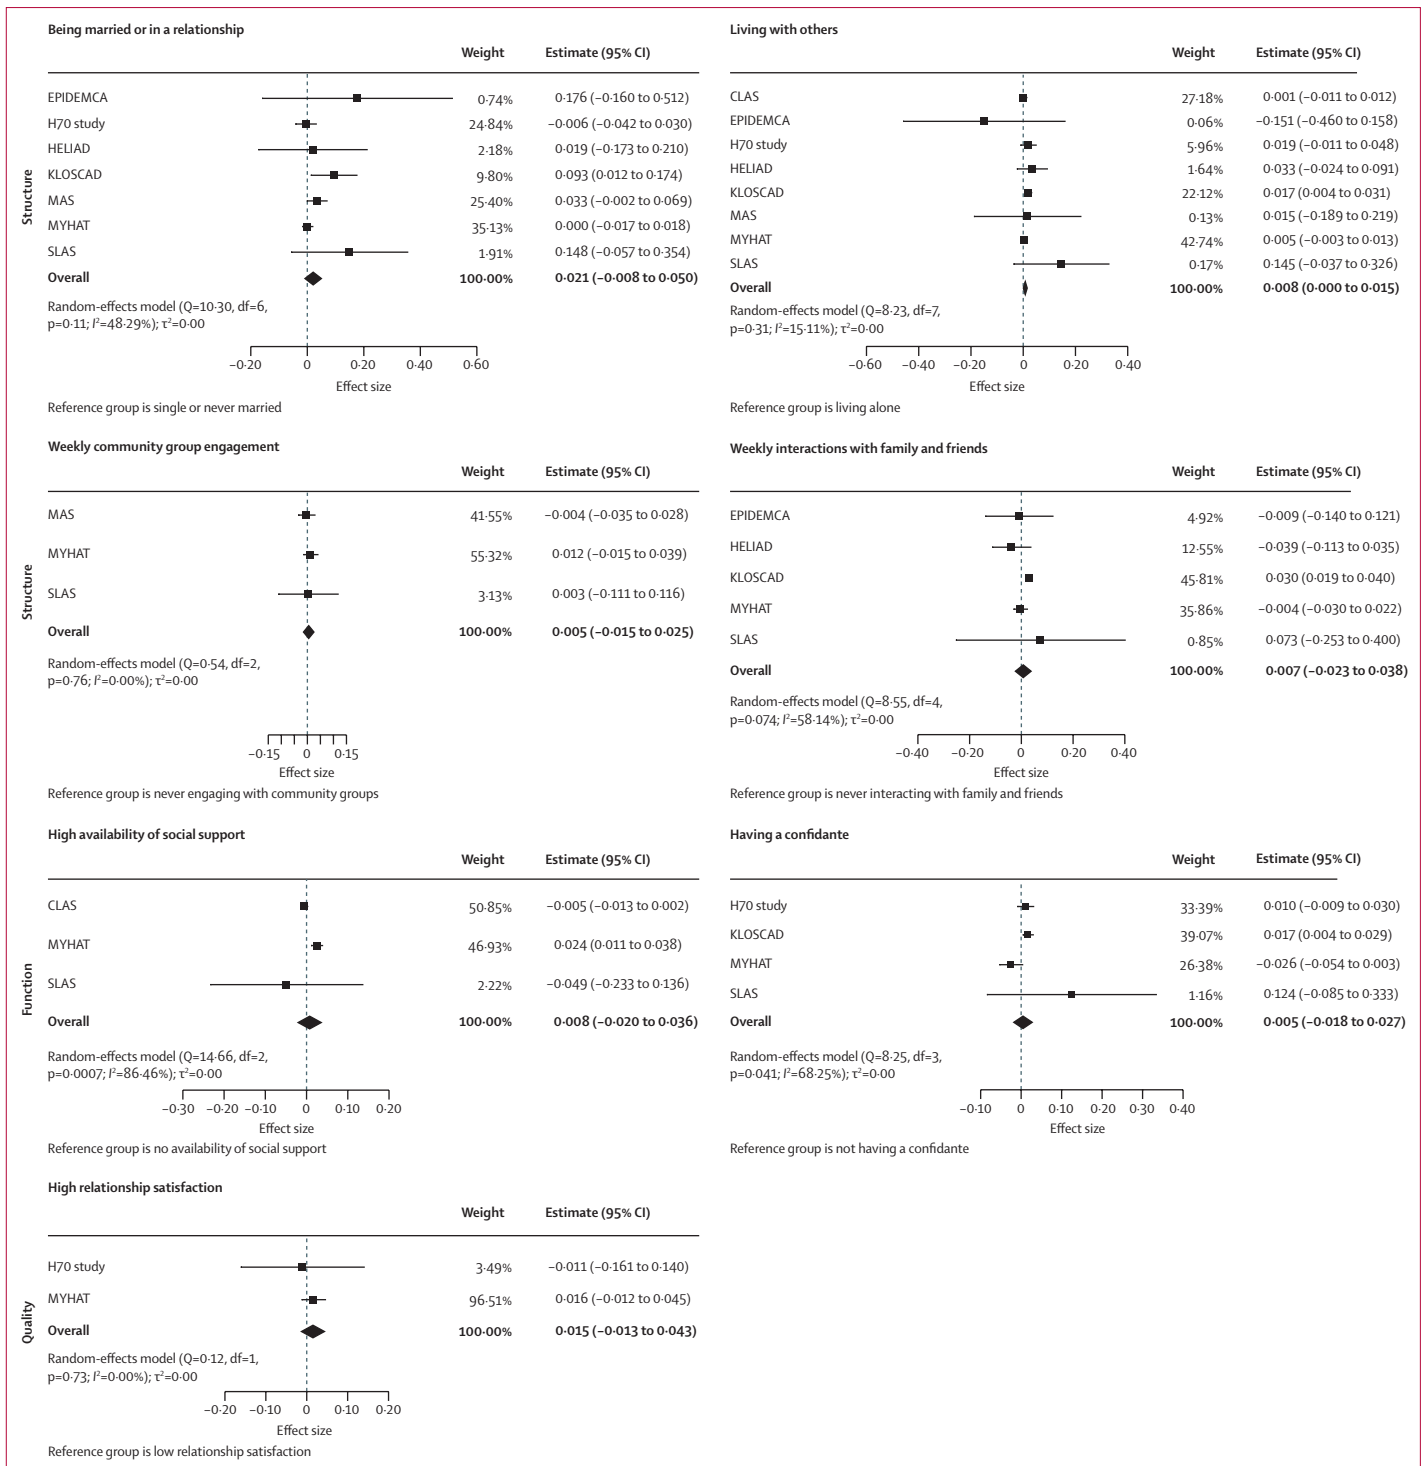 Being married or in a relationship
Weight Estimate (95% CI)
Structure
EPIDEMCA 0·74% 0·176 (−0·160 to 0·512)
H70 study 24·84% −0·006 (−0·042 to 0·030)
HELIAD 2·18% 0·019 (−0·173 to 0·210)
KLOSCAD 9·80% 0·093 (0·012 to 0·174)
MAS 25·40% 0·033 (−0·002 to 0·069)
MYHAT 35·13% 0·000 (−0·017 to 0·018)
SLAS 1·91% 0·148 (−0·057 to 0·354)
Overall 100·00% 0·021 (−0·008 to 0·050)
Random-effects model (Q=10·30, df=6,
p=0·11; I²=48·29%); τ²=0·00
−0·20 0 0·20 0·40 0·60
Effect size
Reference group is single or never married
Living with others
Weight Estimate (95% CI)
CLAS 27·18% 0·001 (−0·011 to 0·012)
EPIDEMCA 0·06% −0·151 (−0·460 to 0·158)
H70 study 5·96% 0·019 (−0·011 to 0·048)
HELIAD 1·64% 0·033 (−0·024 to 0·091)
KLOSCAD 22·12% 0·017 (0·004 to 0·031)
MAS 0·13% 0·015 (−0·189 to 0·219)
MYHAT 42·74% 0·005 (−0·003 to 0·013)
SLAS 0·17% 0·145 (−0·037 to 0·326)
Overall 100·00% 0·008 (0·000 to 0·015)
Random-effects model (Q=8·23, df=7,
p=0·31; I²=15·11%); τ²=0·00
−0·60 −0·40 −0·20 0 0·20 0·40
Effect size
Reference group is living alone
Weekly community group engagement
Weight Estimate (95% CI)
Structure
MAS 41·55% −0·004 (−0·035 to 0·028)
MYHAT 55·32% 0·012 (−0·015 to 0·039)
SLAS 3·13% 0·003 (−0·111 to 0·116)
Overall 100·00% 0·005 (−0·015 to 0·025)
Random-effects model (Q=0·54, df=2,
p=0·76; I²=0·00%); τ²=0·00
−0·15 0 0·15
Effect size
Reference group is never engaging with community groups
Weekly interactions with family and friends
Weight Estimate (95% CI)
EPIDEMCA 4·92% −0·009 (−0·140 to 0·121)
HELIAD 12·55% −0·039 (−0·113 to 0·035)
KLOSCAD 45·81% 0·030 (0·019 to 0·040)
MYHAT 35·86% −0·004 (−0·030 to 0·022)
SLAS 0·85% 0·073 (−0·253 to 0·400)
Overall 100·00% 0·007 (−0·023 to 0·038)
Random-effects model (Q=8·55, df=4,
p=0·074; I²=58·14%); τ²=0·00
−0·40 −0·20 0 0·20 0·40
Effect size
Reference group is never interacting with family and friends
High availability of social support
Weight Estimate (95% CI)
Function
CLAS 50·85% −0·005 (−0·013 to 0·002)
MYHAT 46·93% 0·024 (0·011 to 0·038)
SLAS 2·22% −0·049 (−0·233 to 0·136)
Overall 100·00% 0·008 (−0·020 to 0·036)
Random-effects model (Q=14·66, df=2,
p=0·0007; I²=86·46%); τ²=0·00
−0·30 −0·20 −0·10 0 0·10 0·20
Effect size
Reference group is no availability of social support
Having a confidante
Weight Estimate (95% CI)
H70 study 33·39% 0·010 (−0·009 to 0·030)
KLOSCAD 39·07% 0·017 (0·004 to 0·029)
MYHAT 26·38% −0·026 (−0·054 to 0·003)
SLAS 1·16% 0·124 (−0·085 to 0·333)
Overall 100·00% 0·005 (−0·018 to 0·027)
Random-effects model (Q=8·25, df=3,
p=0·041; I²=68·25%); τ²=0·00
−0·10 0 0·10 0·20 0·30 0·40
Effect size
Reference group is not having a confidante
High relationship satisfaction
Weight Estimate (95% CI)
Quality
H70 study 3·49% −0·011 (−0·161 to 0·140)
MYHAT 96·51% 0·016 (−0·012 to 0·045)
Overall 100·00% 0·015 (−0·013 to 0·043)
Random-effects model (Q=0·12, df=1,
p=0·73; I²=0·00%); τ²=0·00
−0·20 −0·10 0 0·10 0·20
Effect size
Reference group is low relationship satisfaction